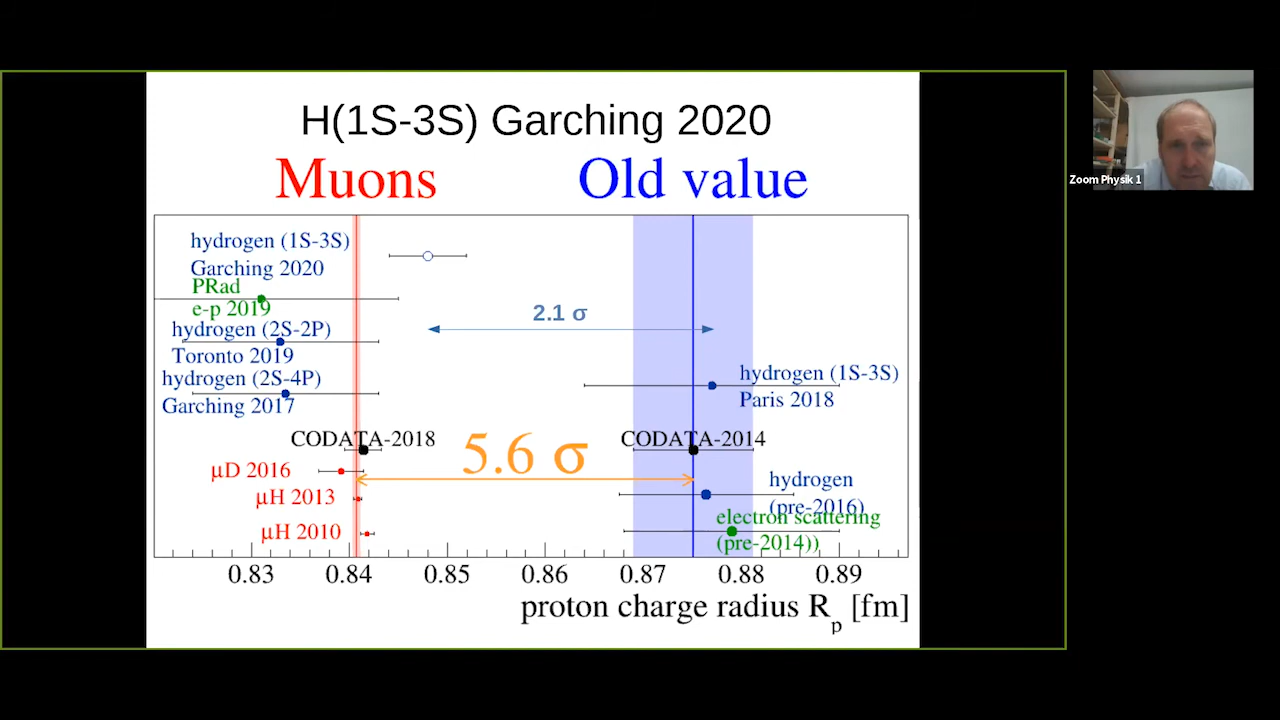 H(1S-3S) Garching 2020
Muons
Old value
hydrogen (1S-3S)
Garching 2020
PRad
e-p 2019
2.1 σ
hydrogen (2S-2P)
Toronto 2019
hydrogen (2S-4P)
Garching 2017
hydrogen (1S-3S)
Paris 2018
CODATA-2018
5.6 σ
CODATA-2014
μD 2016
μH 2013
μH 2010
hydrogen
(pre-2016)
electron scattering
(pre-2014))
0.83 0.84 0.85 0.86 0.87 0.88 0.89
proton charge radius Rp [fm]
Zoom Physik 1